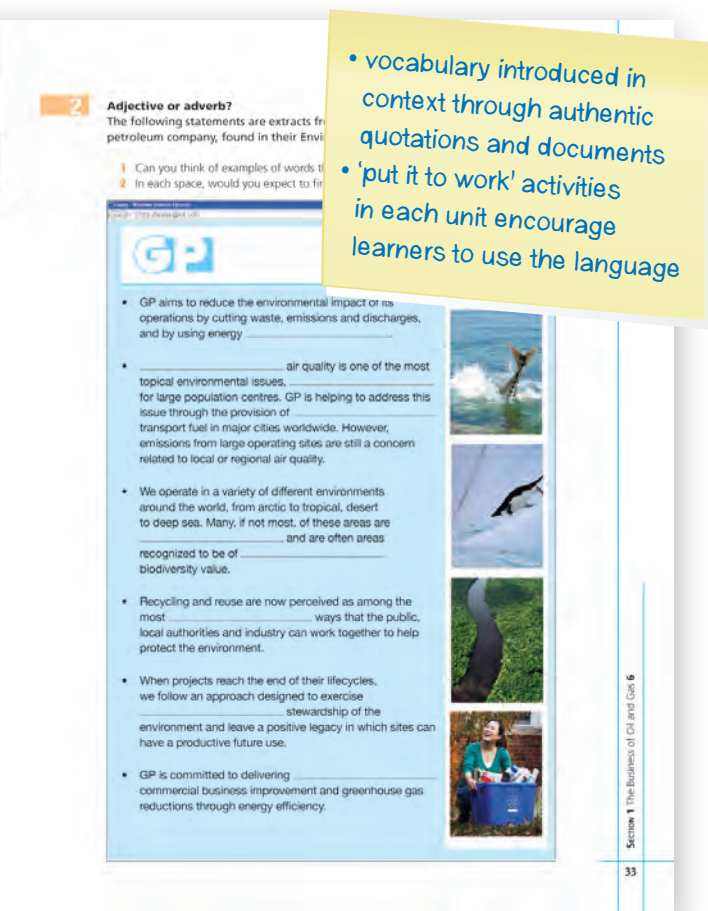 • vocabulary introduced in
context through authentic
quotations and documents
• 'put it to work' activities
in each unit encourage
learners to use the language
2
Adjective or adverb?
The following statements are extracts fr
petroleum company, found in their Envi
1 Can you think of examples of words th
2 In each space, would you expect to fin
GP
• GP aims to reduce the environmental impact of its
operations by cutting waste, emissions and discharges,
and by using energy
• air quality is one of the most
topical environmental issues,
for large population centres. GP is helping to address this
issue through the provision of
transport fuel in major cities worldwide. However,
emissions from large operating sites are still a concern
related to local or regional air quality.
• We operate in a variety of different environments
around the world, from arctic to tropical, desert
to deep sea. Many, if not most, of these areas are
and are often areas
recognized to be of
biodiversity value.
• Recycling and reuse are now perceived as among the
most ways that the public,
local authorities and industry can work together to help
protect the environment.
• When projects reach the end of their lifecycles,
we follow an approach designed to exercise
stewardship of the
environment and leave a positive legacy in which sites can
have a productive future use.
• GP is committed to delivering
commercial business improvement and greenhouse gas
reductions through energy efficiency.
SECTION 1 The Business of Oil and Gas 6
33